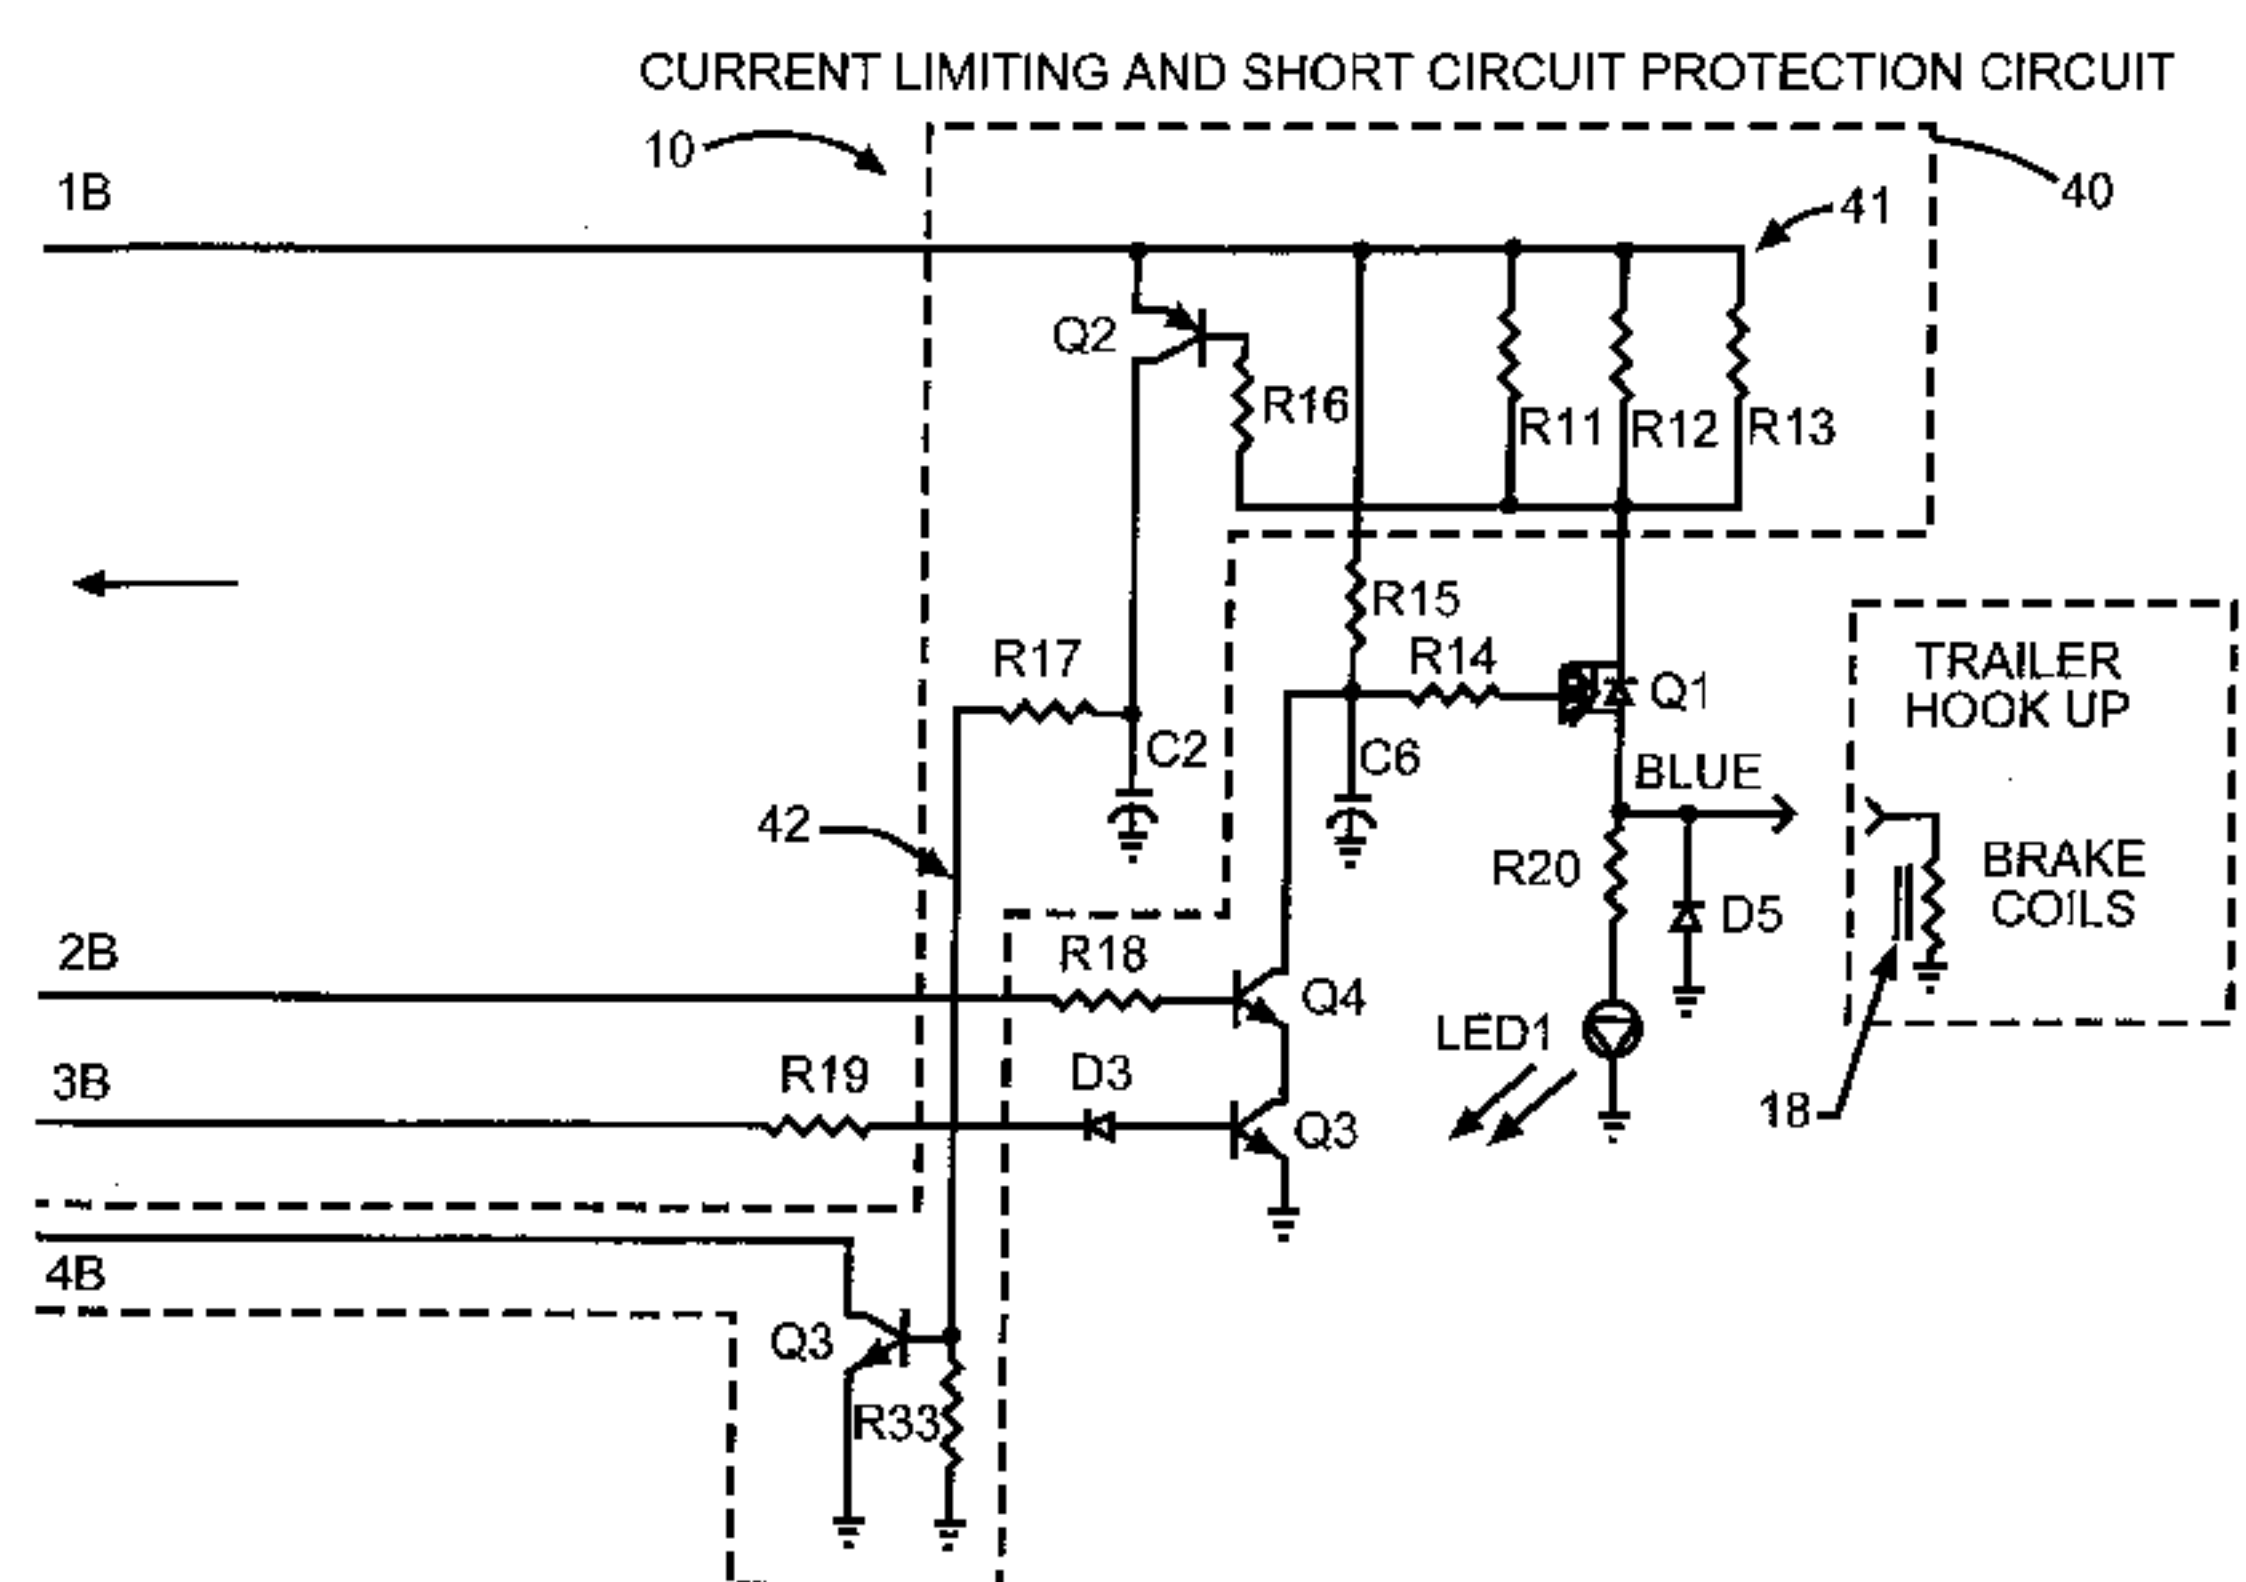 CURRENT LIMITING AND SHORT CIRCUIT PROTECTION CIRCUIT
10
40
1B
41
Q2
R16
R11
R12
R13
R15
R17
R14
Q1
TRAILER
HOOK UP
C2
C6
BLUE
42
R20
D5
BRAKE
COILS
2B
R18
Q4
LED1
3B
R19
D3
Q3
18
4B
Q3
R33